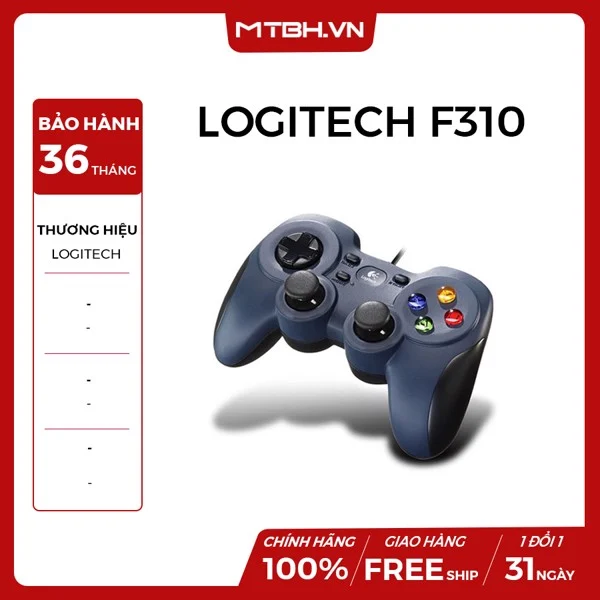 MTBH.VN
LOGITECH F310
BẢO HÀNH
36 THÁNG
THƯƠNG HIỆU
LOGITECH
-
-
-
-
-
-
CHÍNH HÃNG
100%
GIAO HÀNG
FREE SHIP
1 ĐỔI 1
31 NGÀY